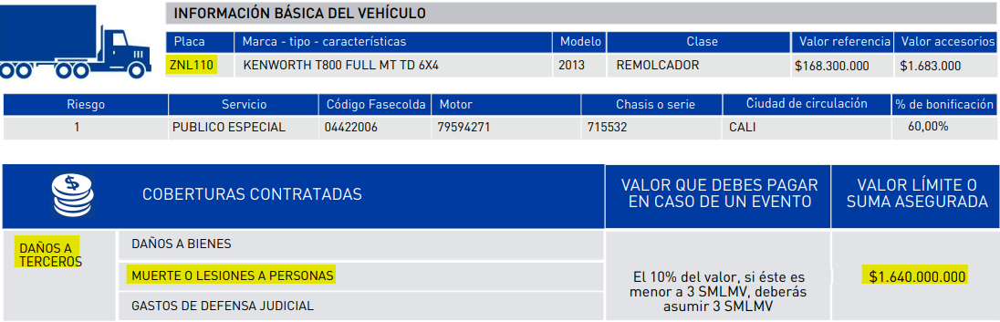 INFORMACIÓN BÁSICA DEL VEHÍCULO
Placa Marca - tipo - características Modelo Clase Valor referencia Valor accesorios
ZNL110 KENWORTH T800 FULL MT TD 6X4 2013 REMOLCADOR $168.300.000 $1.683.000
Riesgo Servicio Código Fasecolda Motor Chasis o serie Ciudad de circulación % de bonificación
1 PUBLICO ESPECIAL 04422006 79594271 715532 CALI 60,00%
$
COBERTURAS CONTRATADAS
VALOR QUE DEBES PAGAR
EN CASO DE UN EVENTO
VALOR LÍMITE O
SUMA ASEGURADA
DAÑOS A
TERCEROS
DAÑOS A BIENES
MUERTE O LESIONES A PERSONAS
GASTOS DE DEFENSA JUDICIAL
El 10% del valor, si éste es
menor a 3 SMLMV, deberás
asumir 3 SMLMV
$1.640.000.000